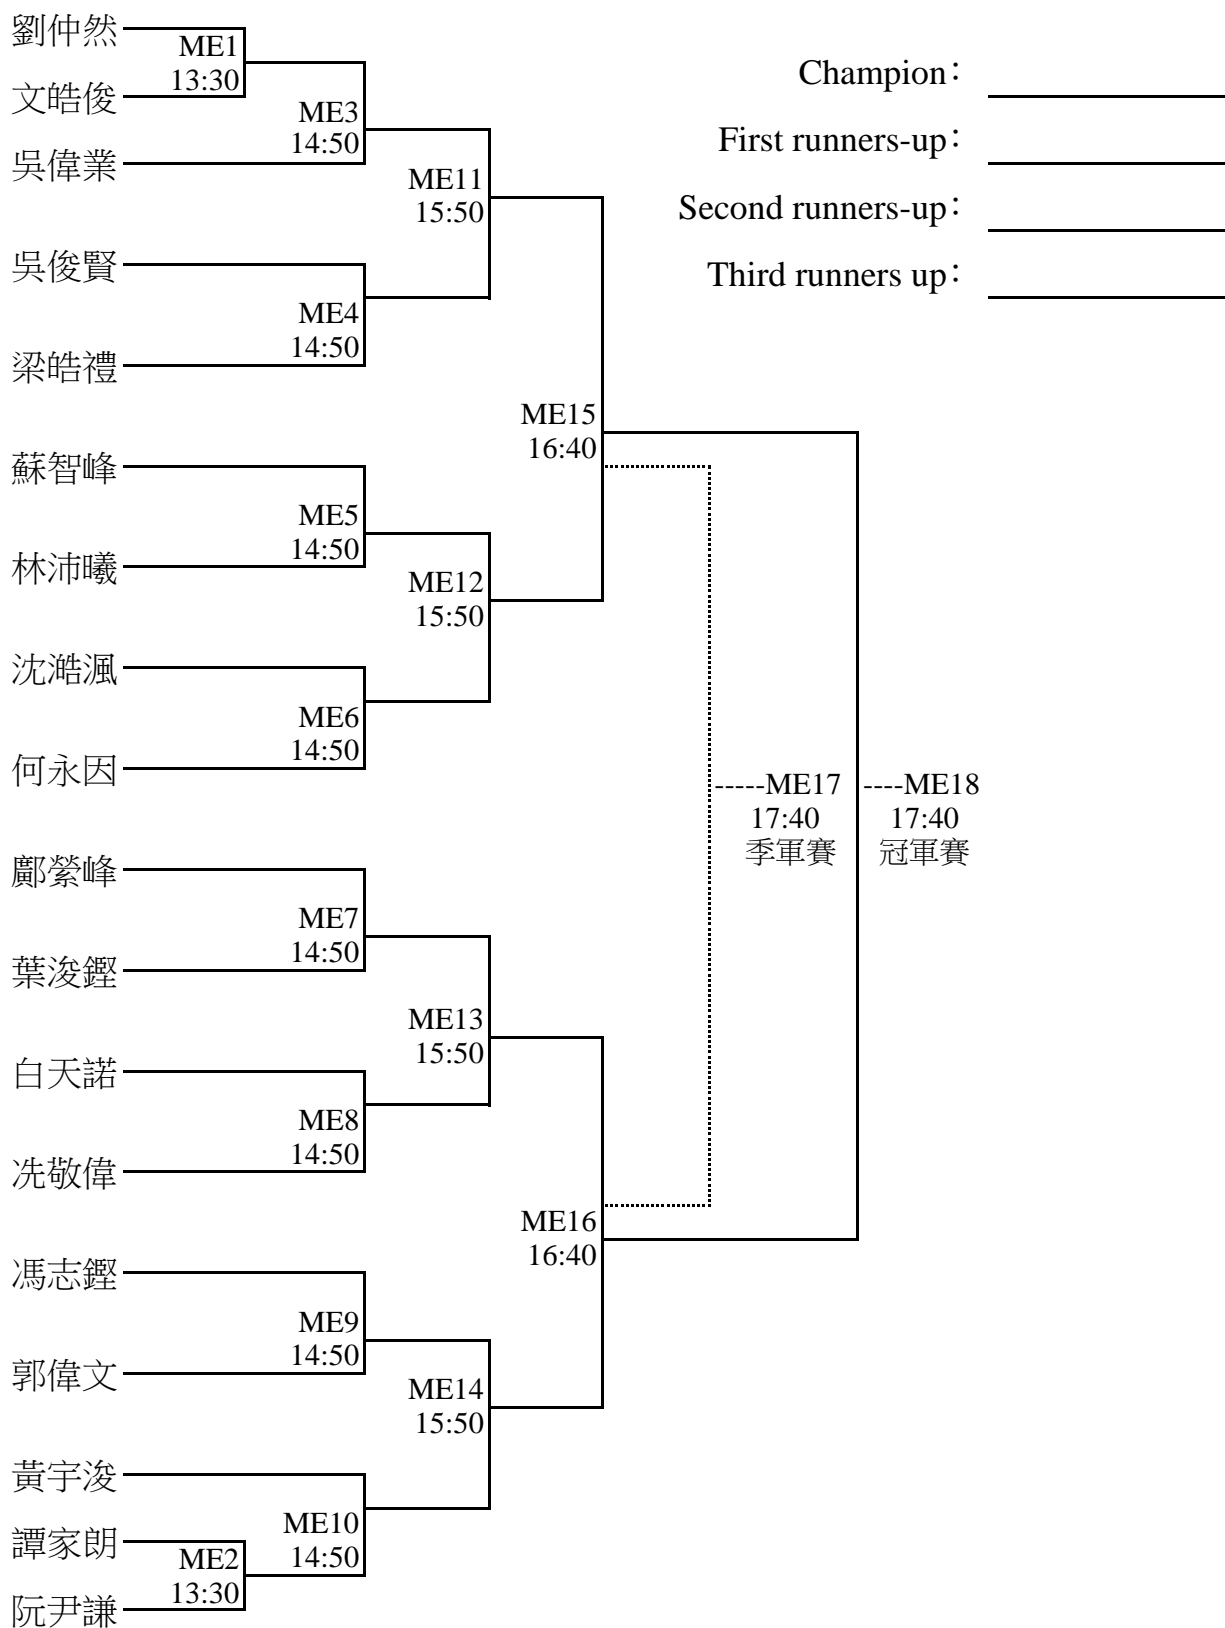 劉仲然
ME1
13:30
文皓俊
ME3
14:50
吳偉業
ME11
15:50
吳俊賢
ME4
14:50
梁皓禮
Champion:
First runners-up:
Second runners-up:
Third runners up:
蘇智峰
ME5
14:50
林沛曦
ME12
15:50
沈澔渢
ME6
14:50
何永因
ME15
16:40
-----ME17
17:40
季軍賽
----ME18
17:40
冠軍賽
鄺縈峰
ME7
14:50
葉浚鏗
ME13
15:50
白天諾
ME8
14:50
冼敬偉
ME16
16:40
馮志鏗
ME9
14:50
郭偉文
ME14
15:50
黃宇浚
ME10
14:50
譚家朗
ME2
13:30
阮尹謙